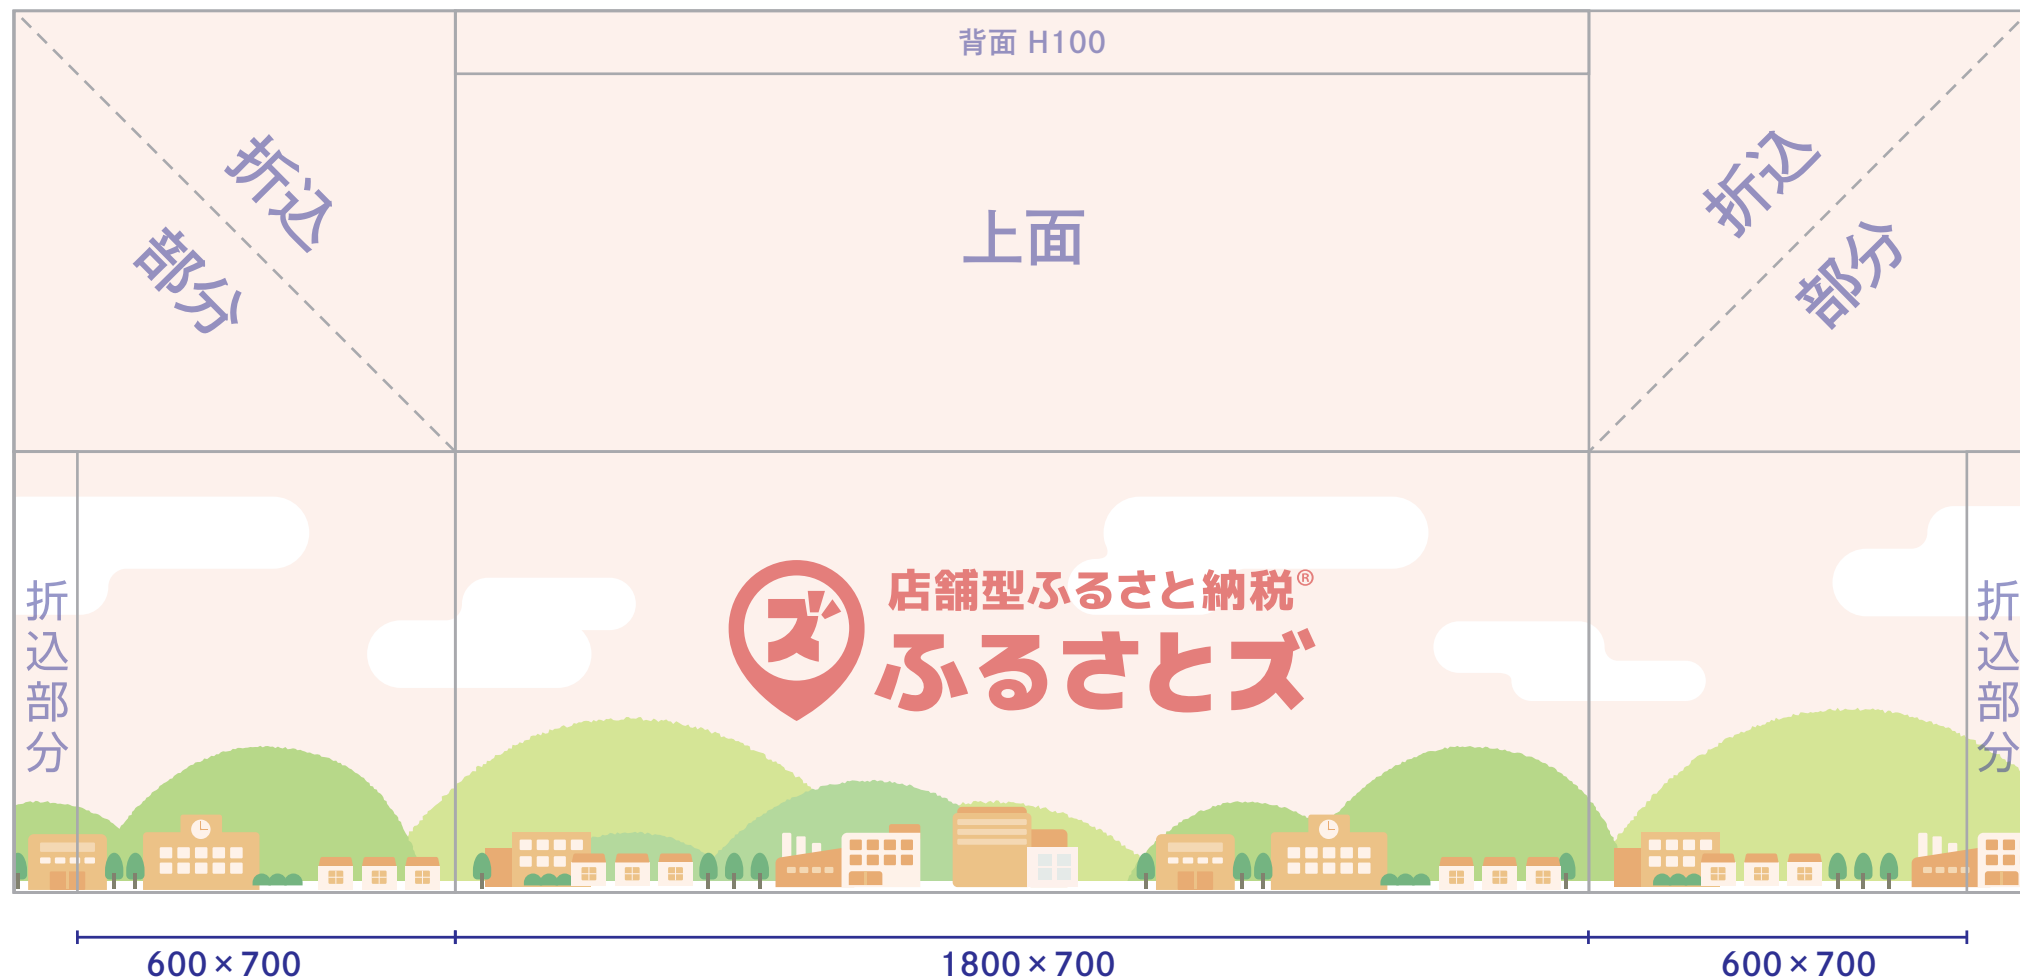 背面 H100
折込
部分
上面
折込
部分
折込部分
店舗型ふるさと納税®
ふるさとズ
ズ
折込部分
600×700
1800×700
600×700